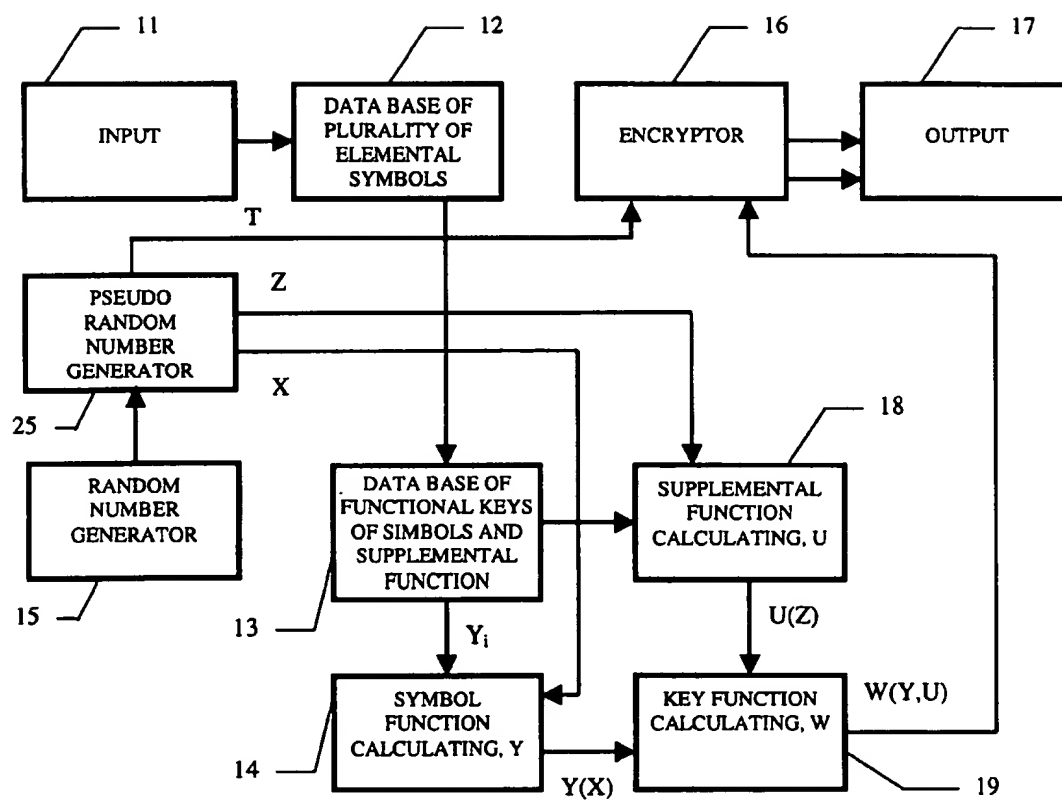 11
12
16
17
INPUT
DATA BASE OF
PLURALITY OF
ELEMENTAL
SYMBOLS
ENCRYPTOR
OUTPUT
T
Z
PSEUDO
RANDOM
NUMBER
GENERATOR
X
25
18
RANDOM
NUMBER
GENERATOR
15
DATA BASE OF
FUNCTIONAL KEYS
OF SIMBOLS AND
SUPPLEMENTAL
FUNCTION
SUPPLEMENTAL
FUNCTION
CALCULATING, U
13
Yi
U(Z)
SYMBOL
FUNCTION
CALCULATING, Y
KEY FUNCTION
CALCULATING, W
W(Y,U)
14
Y(X)
19